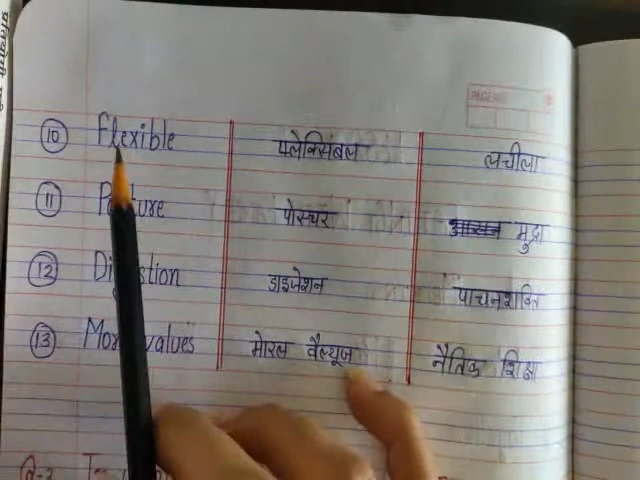 10 Flexible फ्लेक्सिंबल लचीला
11 पोस्चर मुद्रा
12 डाइजेशन पाचनशक्ति
13 values मोरल वैल्यूज नैतिक शिक्षा